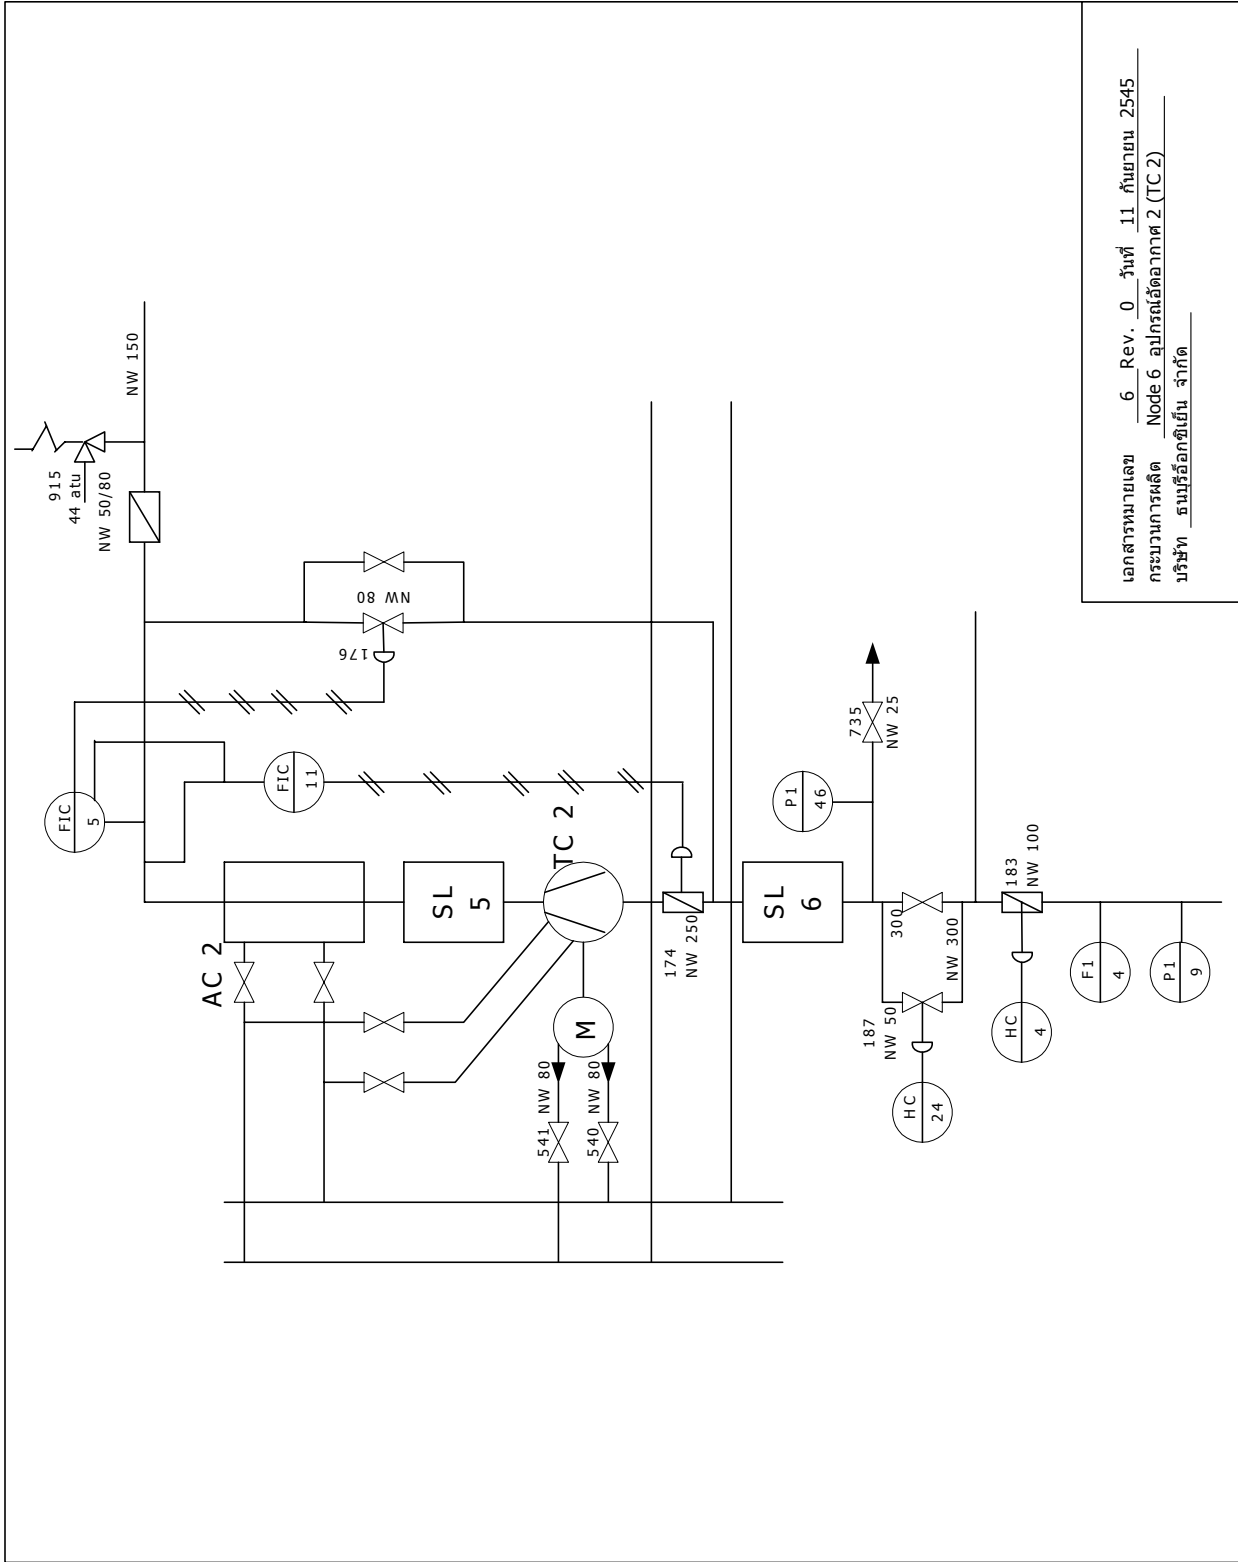 915
44 atu
NW 50/80
NW 150
NW 80
176
FIC
5
FIC
11
AC 2
SL
5
TC 2
M
541
NW 80
540
NW 80
174
NW 250
SL
6
P1
46
735
NW 25
300
NW 300
187
NW 50
HC
24
183
NW 100
HC
4
F1
4
P1
9
เอกสารหมายเลข 6 Rev. 0 วันที่ 11 กันยายน 2545
กระบวนการผลิต Node 6 อุปกรณ์อัดอากาศ 2 (TC 2)
บริษัท ธนบุรีอ็อกซิเย็น จำกัด